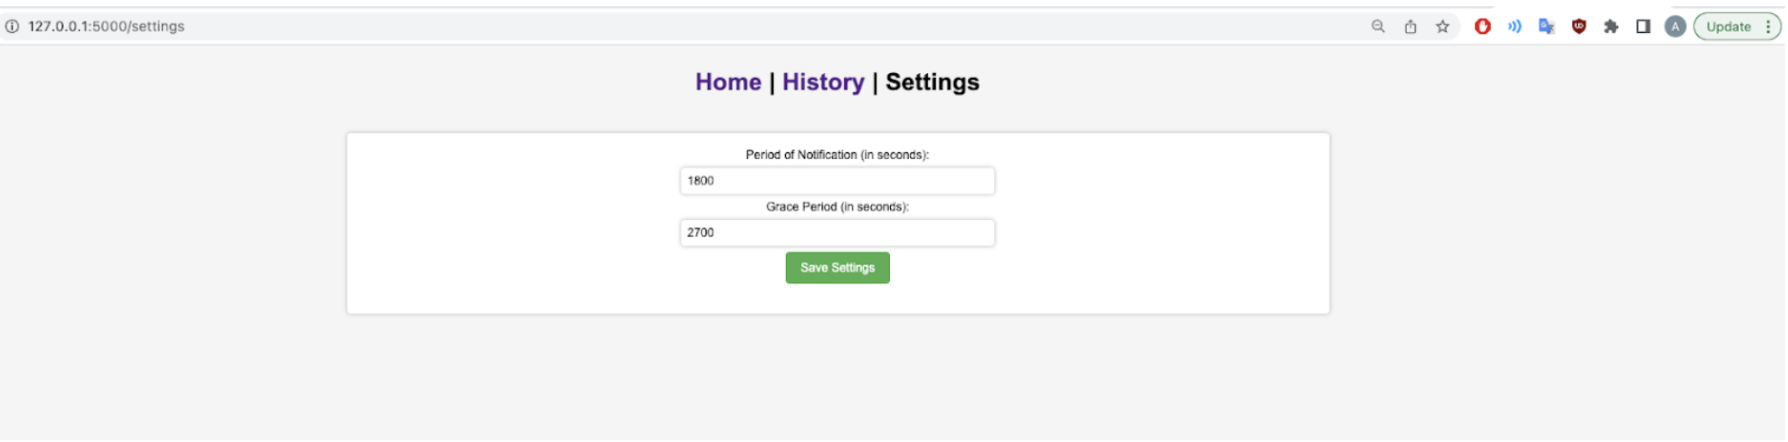 127.0.0.1:5000/settings
A
Update
Home | History | Settings
Period of Notification (in seconds):
1800
Grace Period (in seconds):
2700
Save Settings